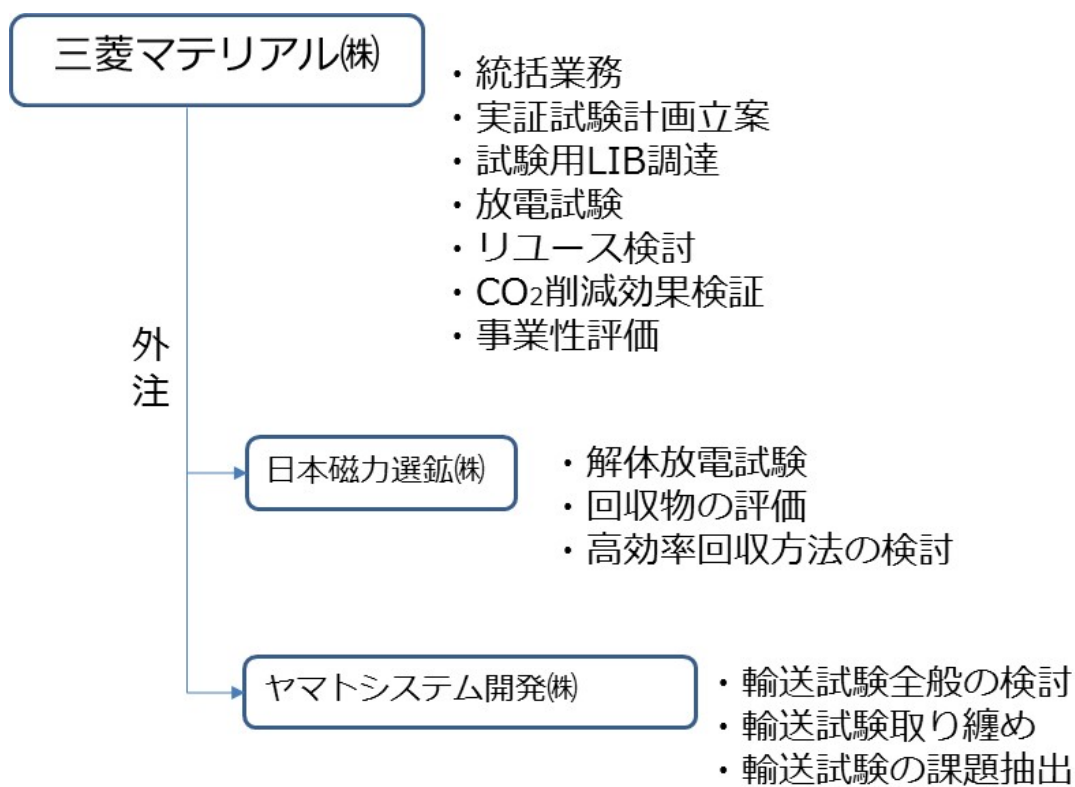 三菱マテリアル㈱
・統括業務
・実証試験計画立案
・試験用LIB調達
・放電試験
・リユース検討
・CO₂削減効果検証
・事業性評価
外
注
日本磁力選鉱㈱
・解体放電試験
・回収物の評価
・高効率回収方法の検討
ヤマトシステム開発㈱
・輸送試験全般の検討
・輸送試験取り纏め
・輸送試験の課題抽出